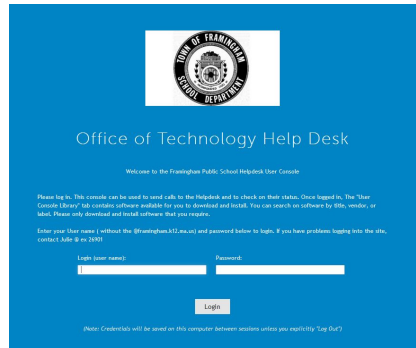 TOWN OF FRAMINGHAM
SCHOOL DEPARTMENT
Office of Technology Help Desk
Welcome to the Framingham Public School Helpdesk User Console
Please log in. This console can be used to send calls to the Helpdesk and to check on their status. Once logged in, The "User
Console Library" tab contains software available for you to download and install. You can search on software by title, vendor, or
label. Please only download and install software that you require.
Enter your User name ( without the @framingham.k12.ma.us) and password below to login. If you have problems logging into the site,
contact Julie @ ex 26901
Login (user name): Password:
Login
(Note: Credentials will be saved on this computer between sessions unless you explicitly "Log Out")